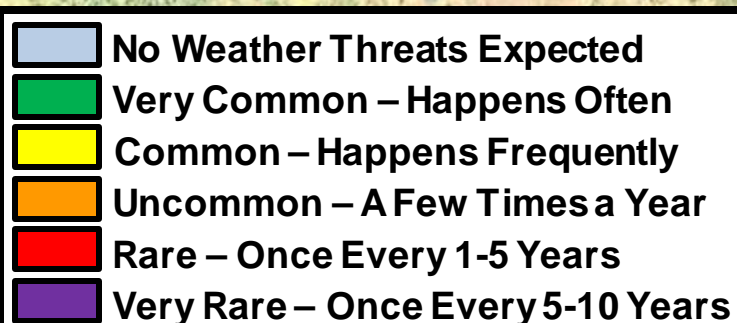 No Weather Threats Expected
Very Common – Happens Often
Common – Happens Frequently
Uncommon – A Few Times a Year
Rare – Once Every 1-5 Years
Very Rare – Once Every 5-10 Years